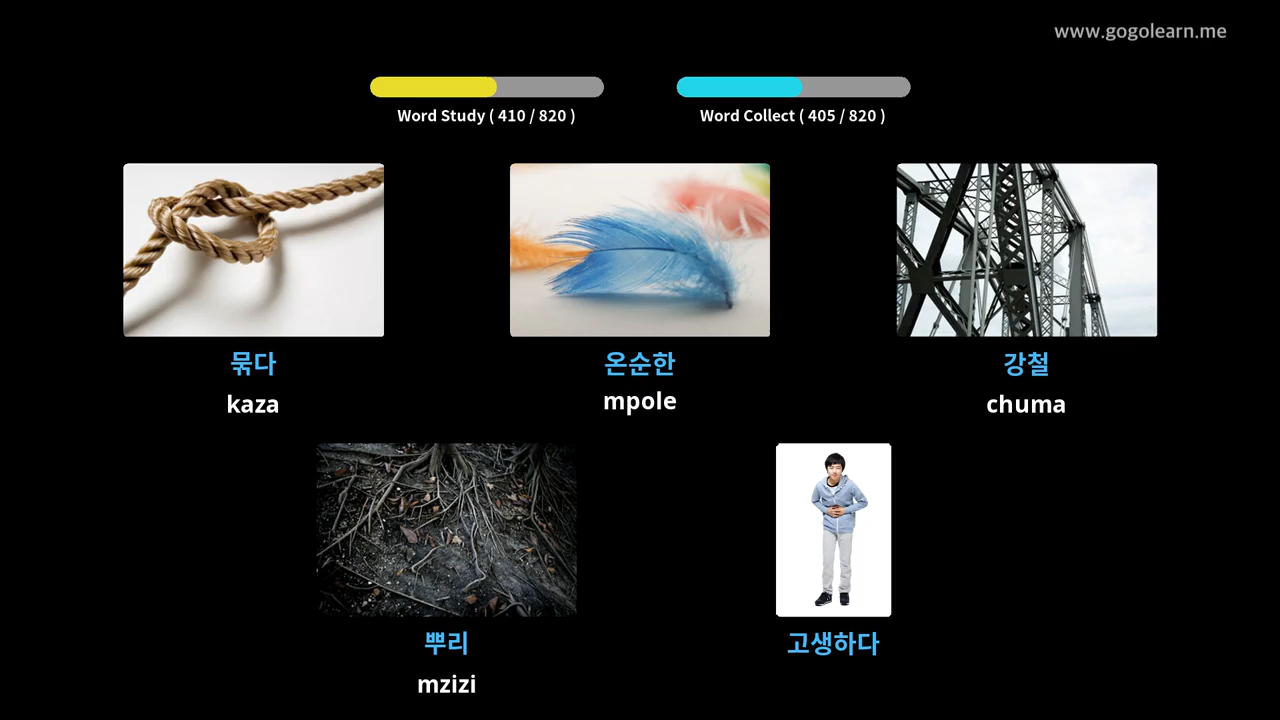 www.gogolearn.me
Word Study ( 410 / 820 )
Word Collect ( 405 / 820 )
묶다
kaza
온순한
mpole
강철
chuma
뿌리
mzizi
고생하다